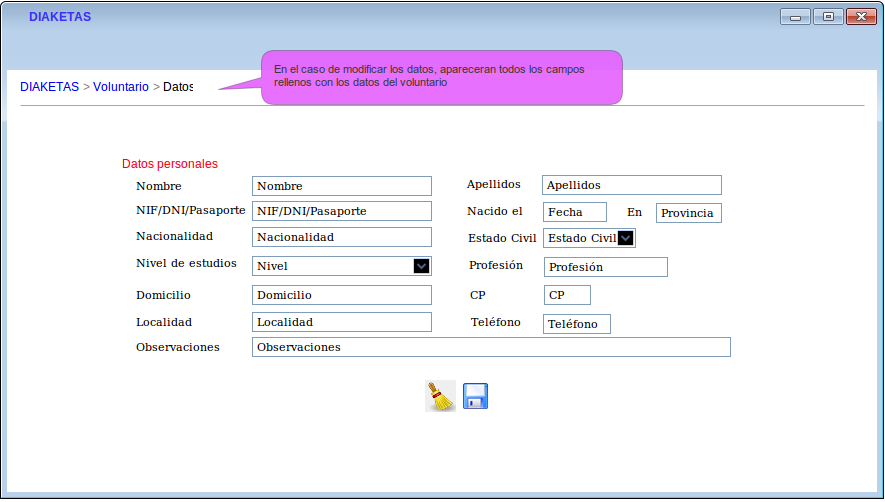 DIAKETAS
En el caso de modificar los datos, apareceran todos los campos
rellenos con los datos del voluntario
DIAKETAS > Voluntario > Datos
Datos personales
Nombre Nombre Apellidos Apellidos
NIF/DNI/Pasaporte NIF/DNI/Pasaporte Nacido el Fecha En Provincia
Nacionalidad Nacionalidad Estado Civil Estado Civil
Nivel de estudios Nivel Profesión Profesión
Domicilio Domicilio CP CP
Localidad Localidad Teléfono Teléfono
Observaciones Observaciones